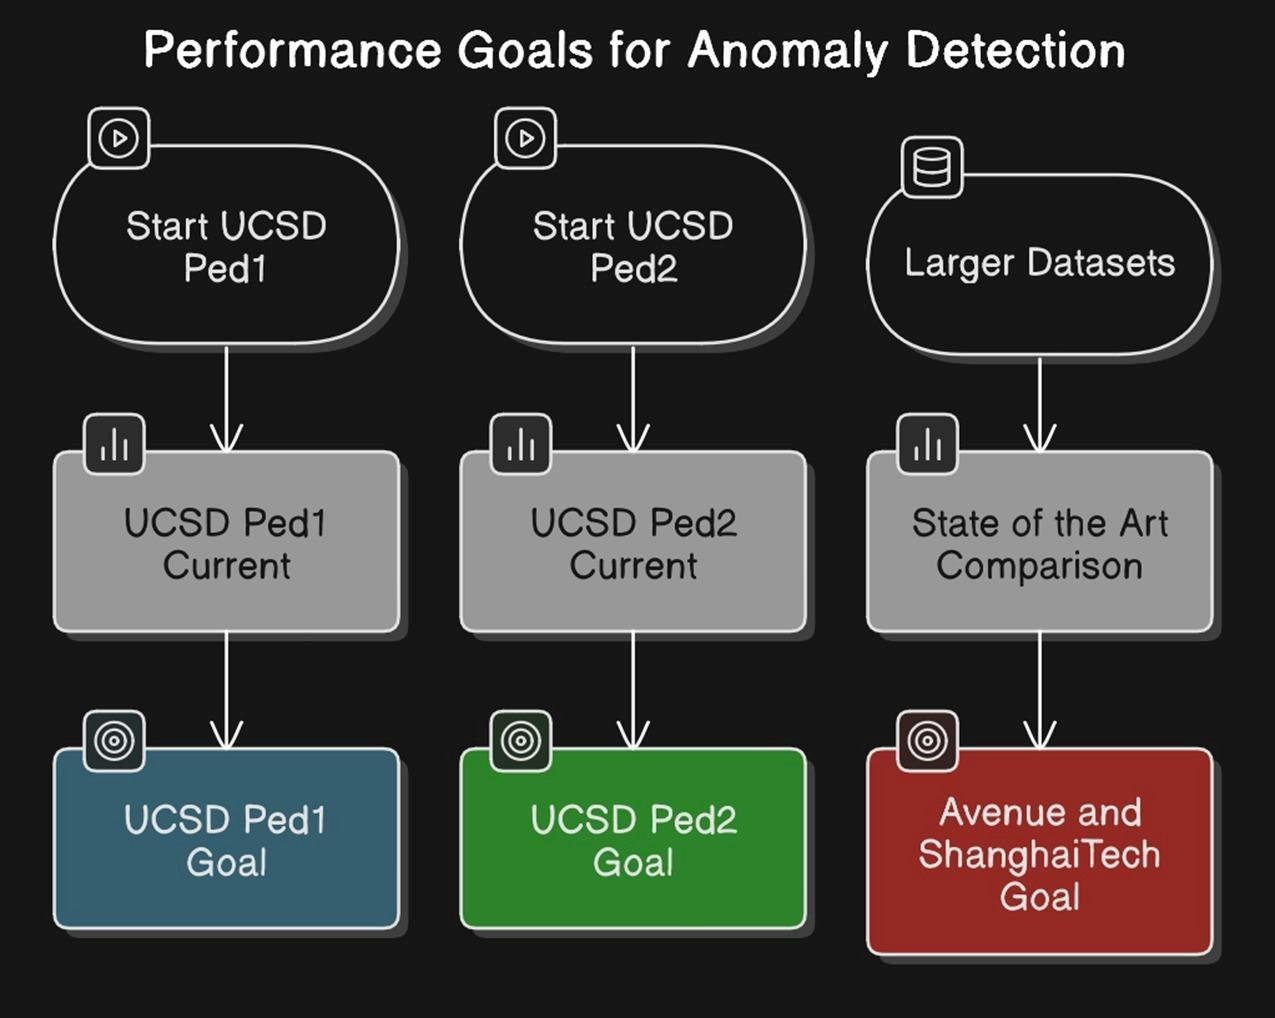 Performance Goals for Anomaly Detection
Start UCSD
Ped1
Start UCSD
Ped2
Larger Datasets
UCSD Ped1
Current
UCSD Ped2
Current
State of the Art
Comparison
UCSD Ped1
Goal
UCSD Ped2
Goal
Avenue and
ShanghaiTech
Goal